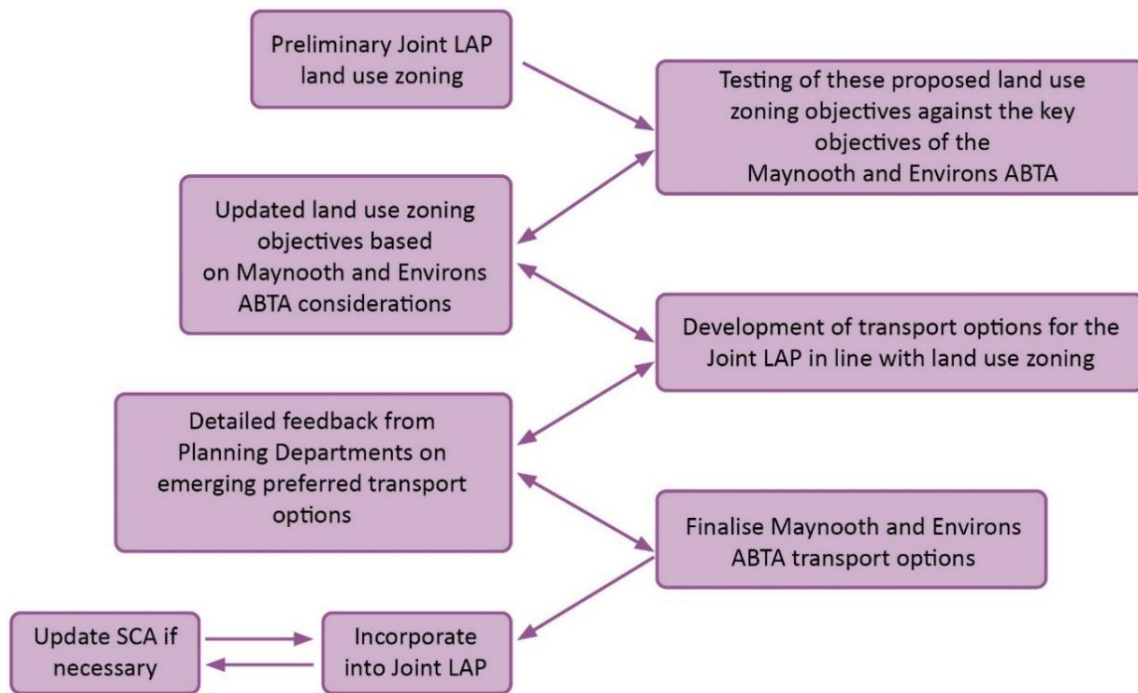 Preliminary Joint LAP
land use zoning
Testing of these proposed land use
zoning objectives against the key
objectives of the
Maynooth and Environs ABTA
Updated land use zoning
objectives based
on Maynooth and Environs
ABTA considerations
Development of transport options for the
Joint LAP in line with land use zoning
Detailed feedback from
Planning Departments on
emerging preferred transport
options
Finalise Maynooth and Environs
ABTA transport options
Update SCA if
necessary
Incorporate
into Joint LAP